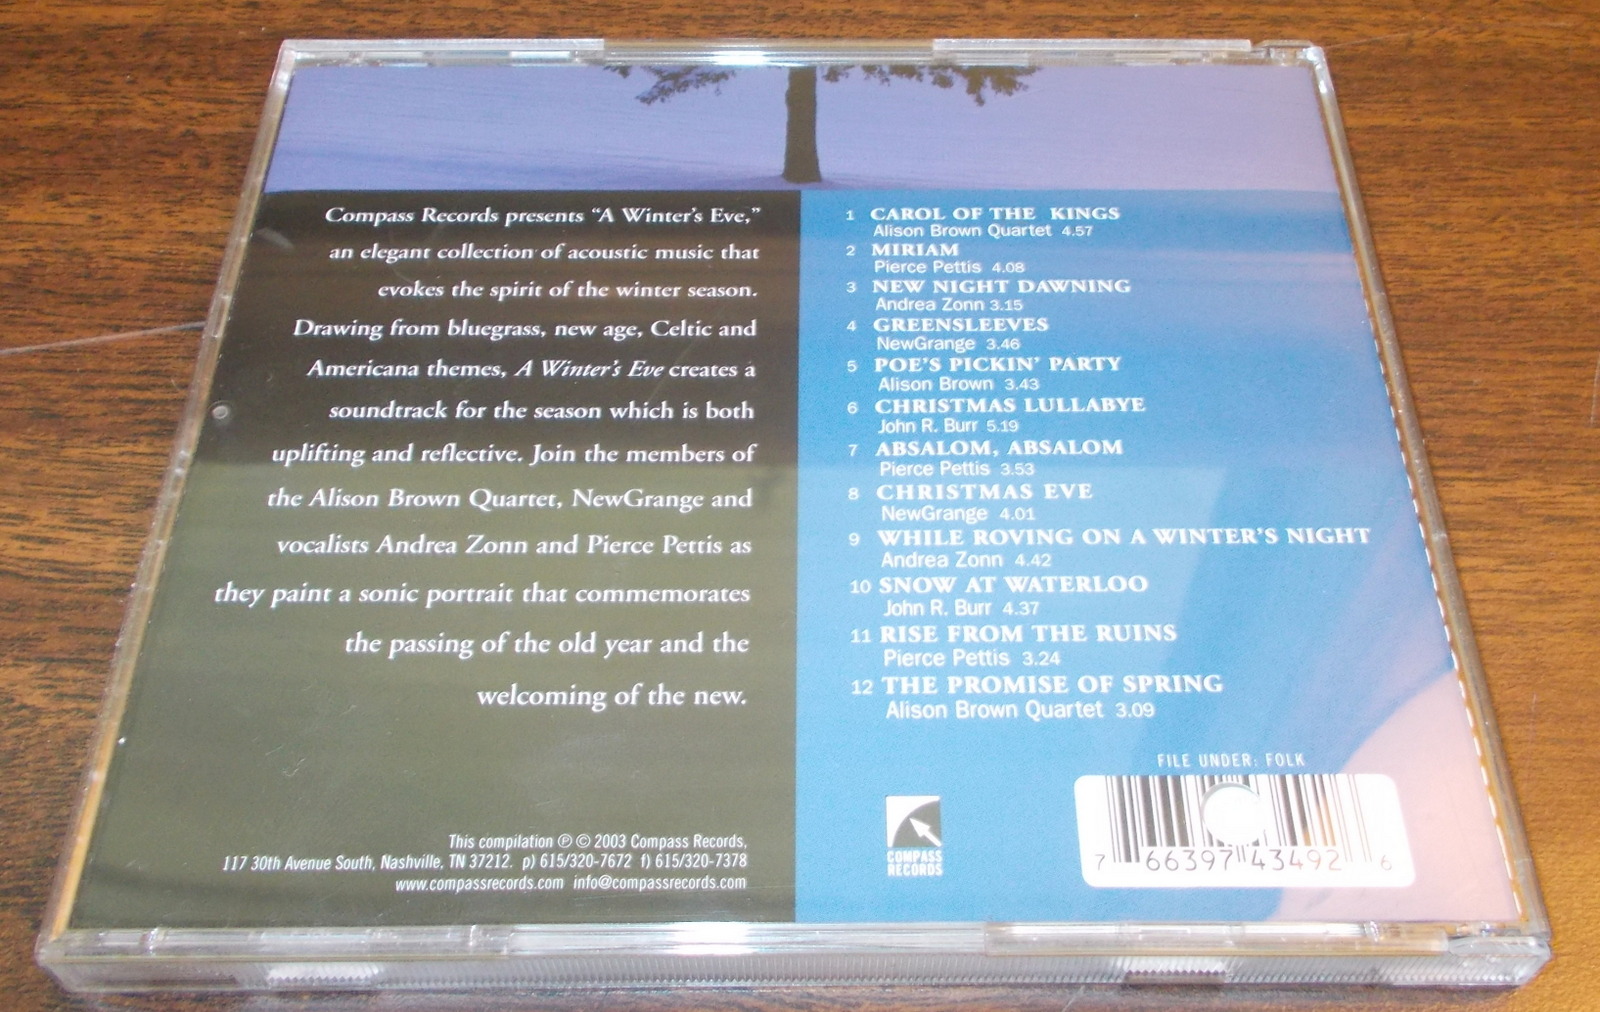 Compass Records presents “A Winter’s Eve,”
an elegant collection of acoustic music that
evokes the spirit of the winter season.
Drawing from bluegrass, new age, Celtic and
Americana themes, A Winter’s Eve creates a
soundtrack for the season which is both
uplifting and reflective. Join the members of
the Alison Brown Quartet, NewGrange and
vocalists Andrea Zonn and Pierce Pettis as
they paint a sonic portrait that commemorates
the passing of the old year and the
welcoming of the new.
This compilation ℗ © 2003 Compass Records,
117 30th Avenue South, Nashville, TN 37212. p) 615/320-7672 f) 615/320-7378
www.compassrecords.com info@compassrecords.com
1 CAROL OF THE KINGS
Alison Brown Quartet 4.57
2 MIRIAM
Pierce Pettis 4.08
3 NEW NIGHT DAWNING
Andrea Zonn 3.15
4 GREENSLEEVES
NewGrange 3.46
5 POE’S PICKIN’ PARTY
Alison Brown 3.43
6 CHRISTMAS LULLABYE
John R. Burr 5.19
7 ABSALOM, ABSALOM
Pierce Pettis 3.53
8 CHRISTMAS EVE
NewGrange 4.01
9 WHILE ROVING ON A WINTER’S NIGHT
Andrea Zonn 4.42
10 SNOW AT WATERLOO
John R. Burr 4.37
11 RISE FROM THE RUINS
Pierce Pettis 3.24
12 THE PROMISE OF SPRING
Alison Brown Quartet 3.09
FILE UNDER: FOLK
COMPASS
RECORDS
7 66397 43492 6